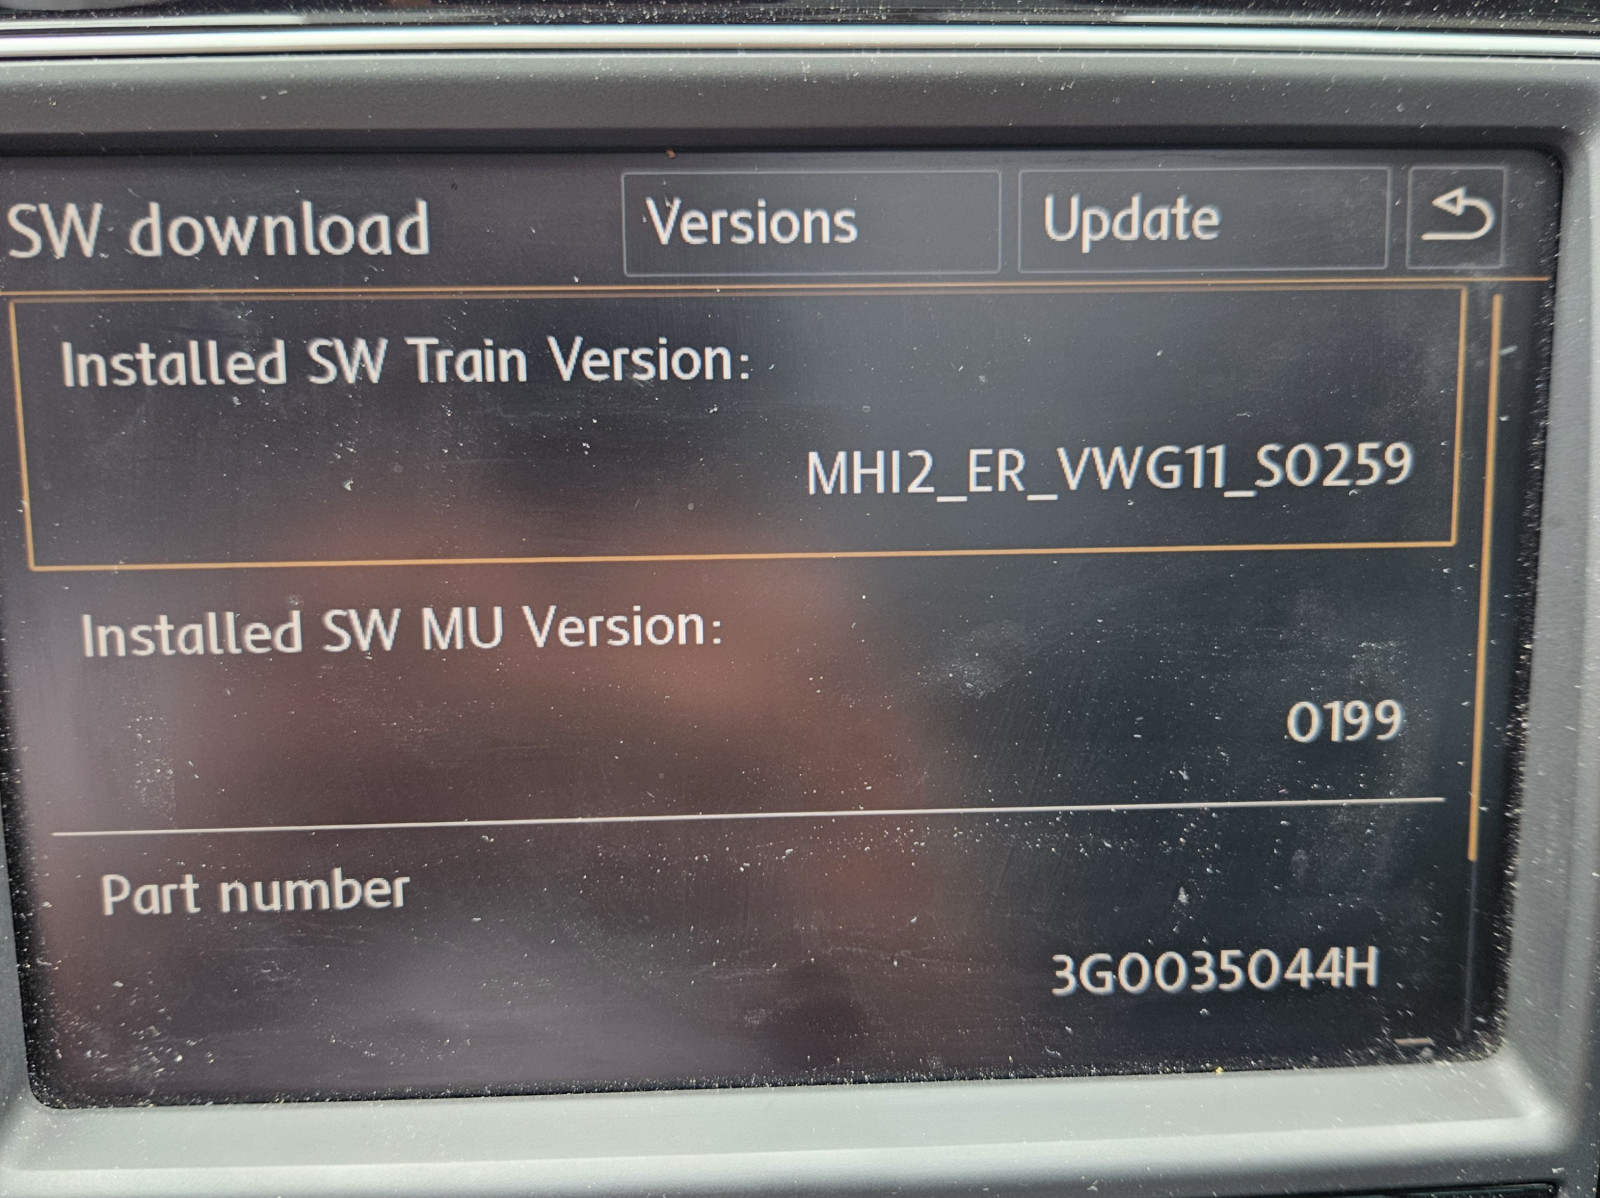 SW download
Versions
Update
Installed SW Train Version:
MHI2_ER_VWG11_S0259
Installed SW MU Version:
0199
Part number
3G0035044H